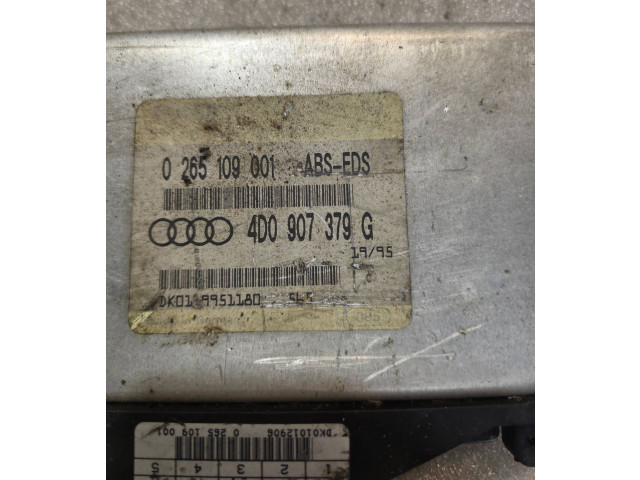 0 265 109 001 ABS-EDS
4D0 907 379 G
19/95
DK01 9951180
DK01012906 0 265 109 001
1 2 3 4 5